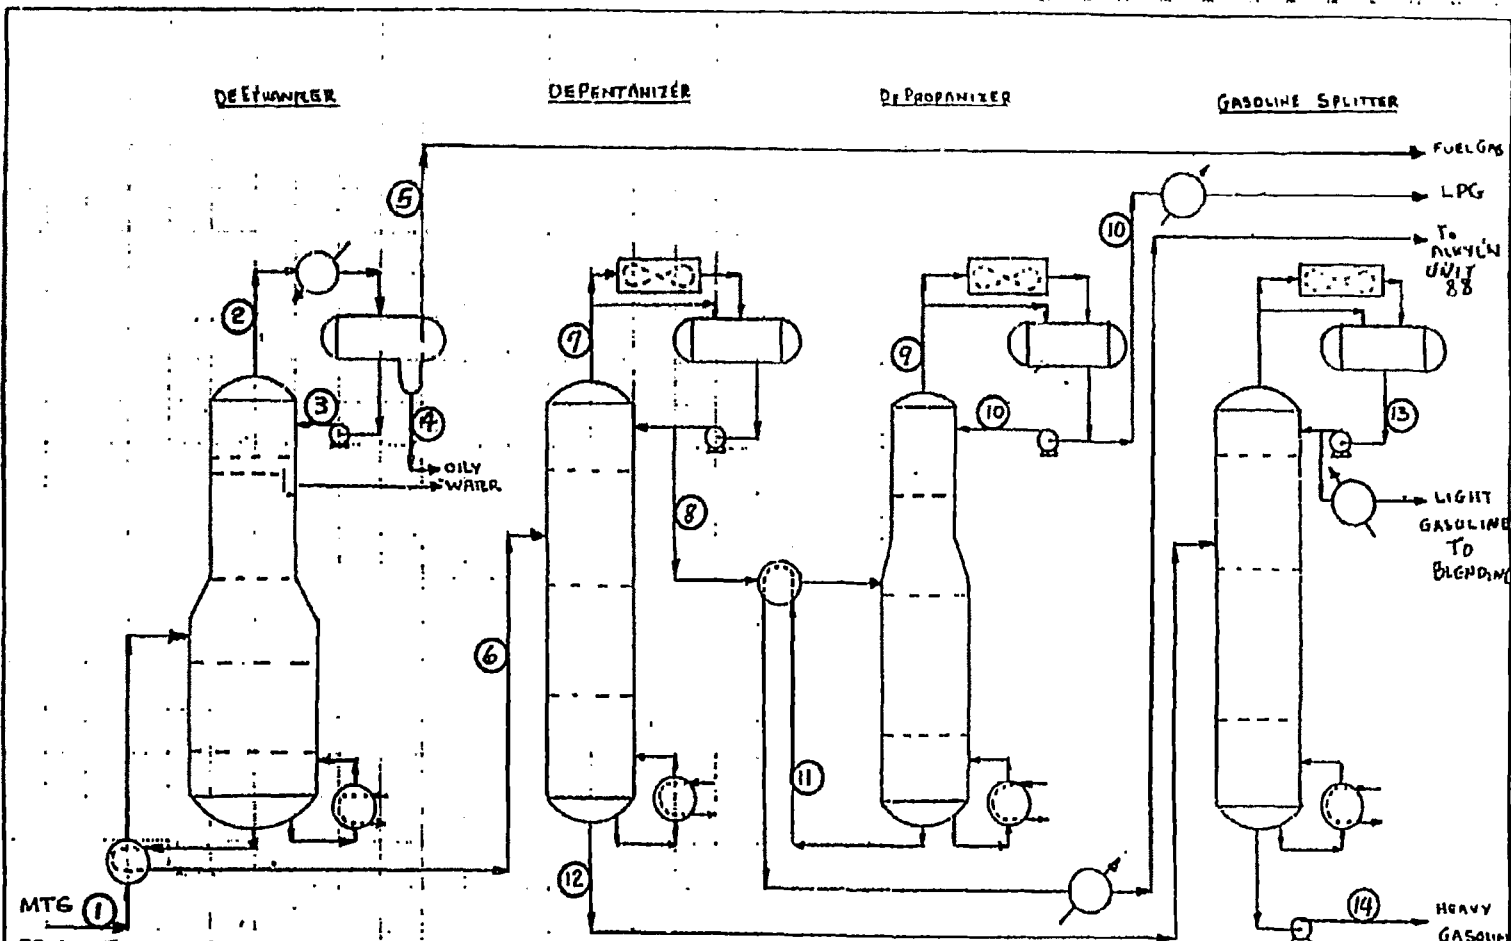 DEETHANIZER
DEPENTANIZER
DEPROPANIZER
GASOLINE SPLITTER
FUEL GAS
LPG
TO
ALKYL'N
UNIT
88
5
10
2
7
9
3
4
10
13
OILY
WATER
LIGHT
GASOLINE
TO
BLENDING
8
6
11
12
MTG
1
14
HEAVY
GASOLINE